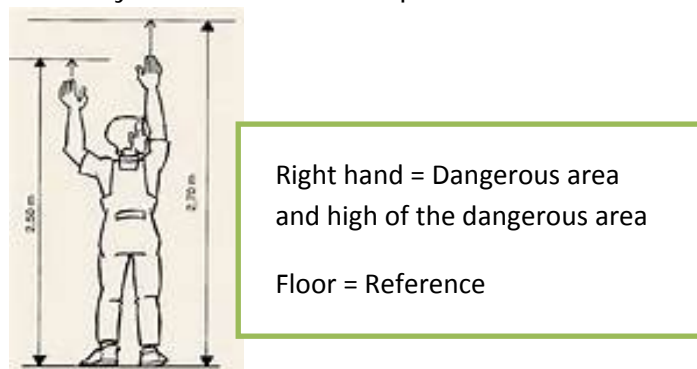 2.50 m
2.70 m
Right hand = Dangerous area
and high of the dangerous area
Floor = Reference